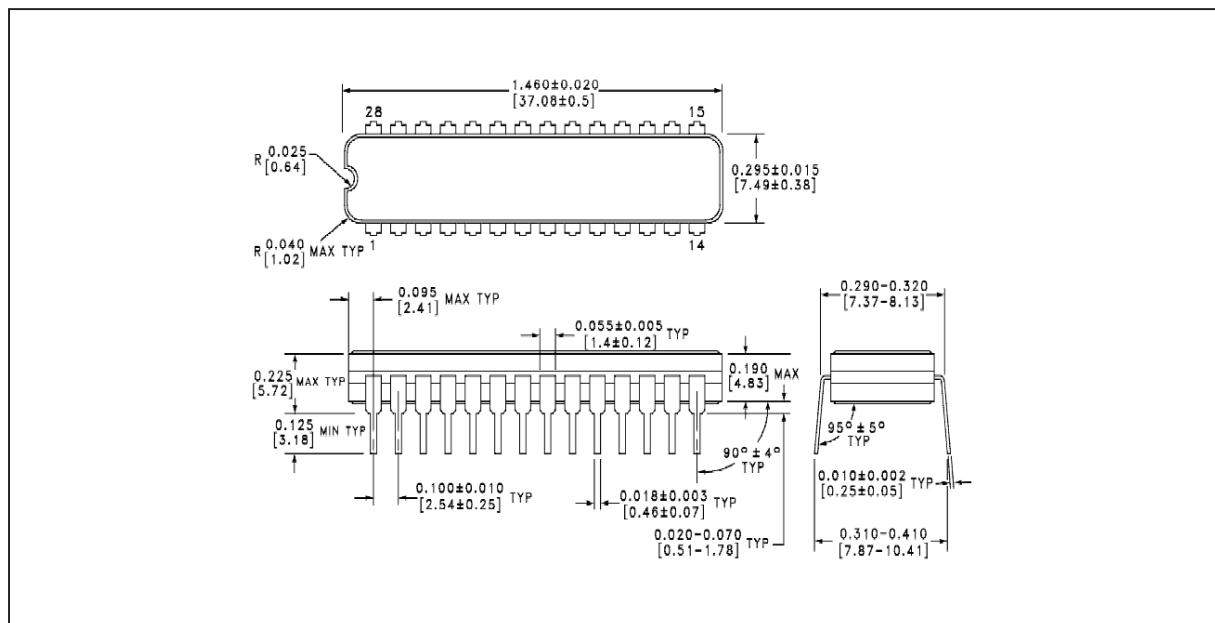 1.460±0.020
[37.08±0.5]
28
15
R 0.025
[0.64]
0.295±0.015
[7.49±0.38]
R 0.040 MAX TYP
[1.02]
1
14
0.095 MAX TYP
[2.41]
0.290-0.320
[7.37-8.13]
0.055±0.005 TYP
[1.4±0.12]
0.225 MAX TYP
[5.72]
0.190 MAX
[4.83]
0.125 MIN TYP
[3.18]
90° ± 4°
TYP
95° ± 5°
TYP
0.100±0.010 TYP
[2.54±0.25]
0.018±0.003 TYP
[0.46±0.07]
0.010±0.002 TYP
[0.25±0.05]
0.020-0.070 TYP
[0.51-1.78]
0.310-0.410
[7.87-10.41]